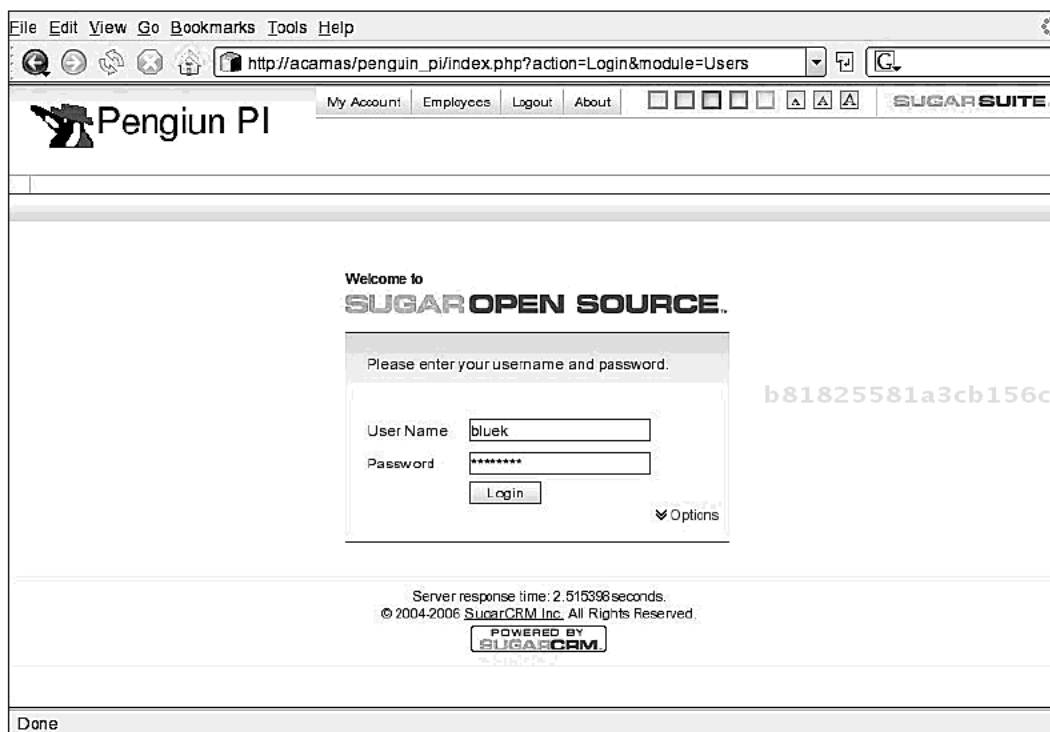 File Edit View Go Bookmarks Tools Help
http://acamas/penguin_pi/index.php?action=Login&module=Users
G
Pengiun PI
My Account Employees Logout About
A A A
SUGARSUITE
Welcome to
SUGAR OPEN SOURCE™
Please enter your username and password.
b81825581a3cb156c
User Name bluek
Password ********
Login
Options
Server response time: 2.515398 seconds.
© 2004-2006 SugarCRM Inc. All Rights Reserved.
POWERED BY
SUGARCRM.
Done